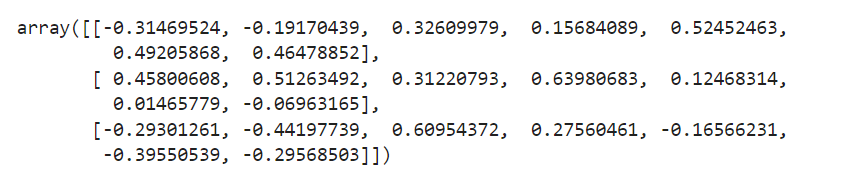 array([[-0.31469524, -0.19170439,  0.32609979,  0.15684089,  0.52452463,
         0.49205868,  0.46478852],
       [ 0.45800608,  0.51263492,  0.31220793,  0.63980683,  0.12468314,
         0.01465779, -0.06963165],
       [-0.29301261, -0.44197739,  0.60954372,  0.27560461, -0.16566231,
        -0.39550539, -0.29568503]])